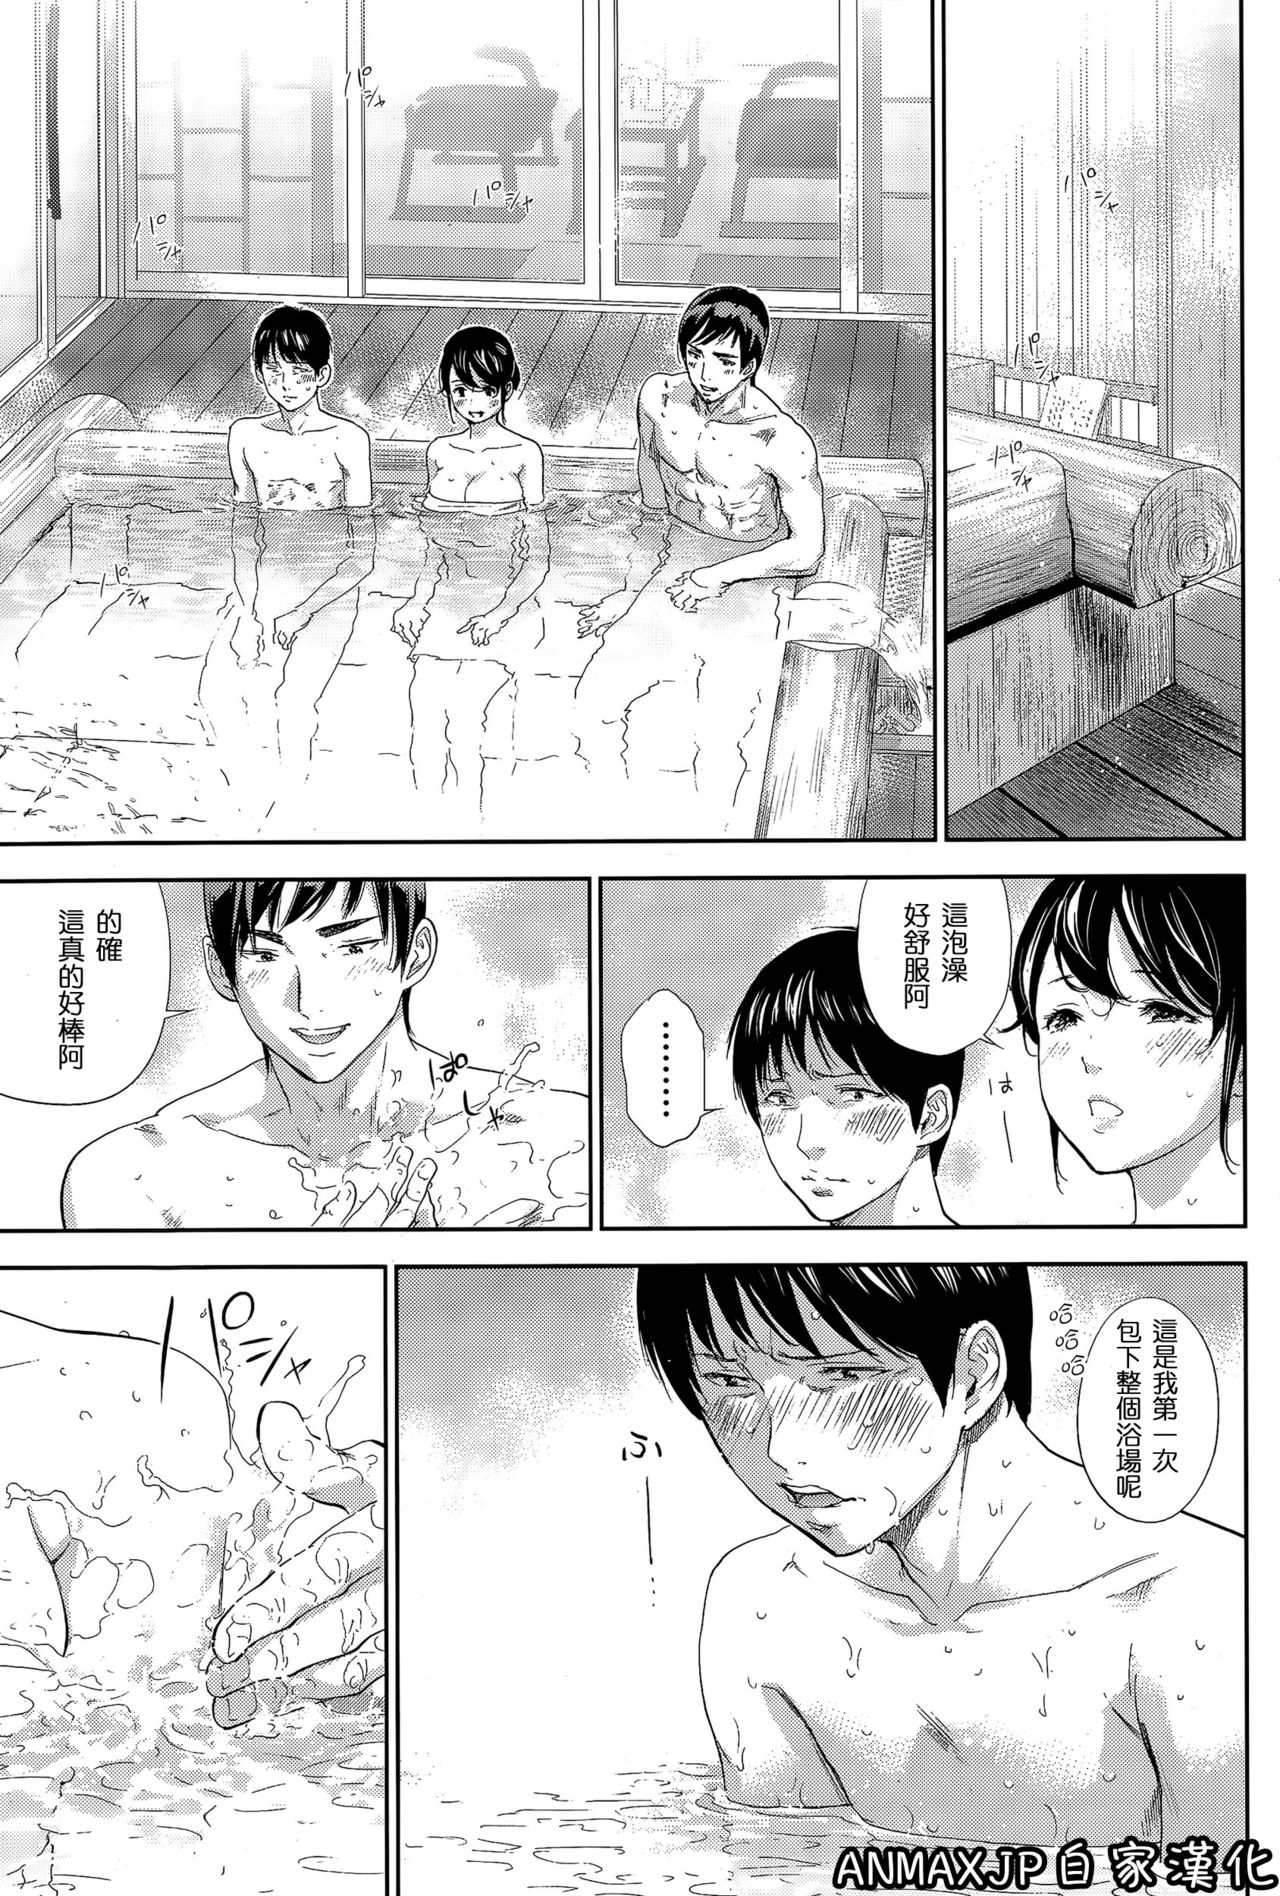 パシャ
パシャ
パシャ
パシャ
パシャ
パシャ
這泡澡
好舒服阿
は
………
的確
這真的好棒阿
ぱしゃ
這是我第一次
包下整個浴場呢
哈
哈
哈
ふ
パシャ
ANMAXJP自家漢化